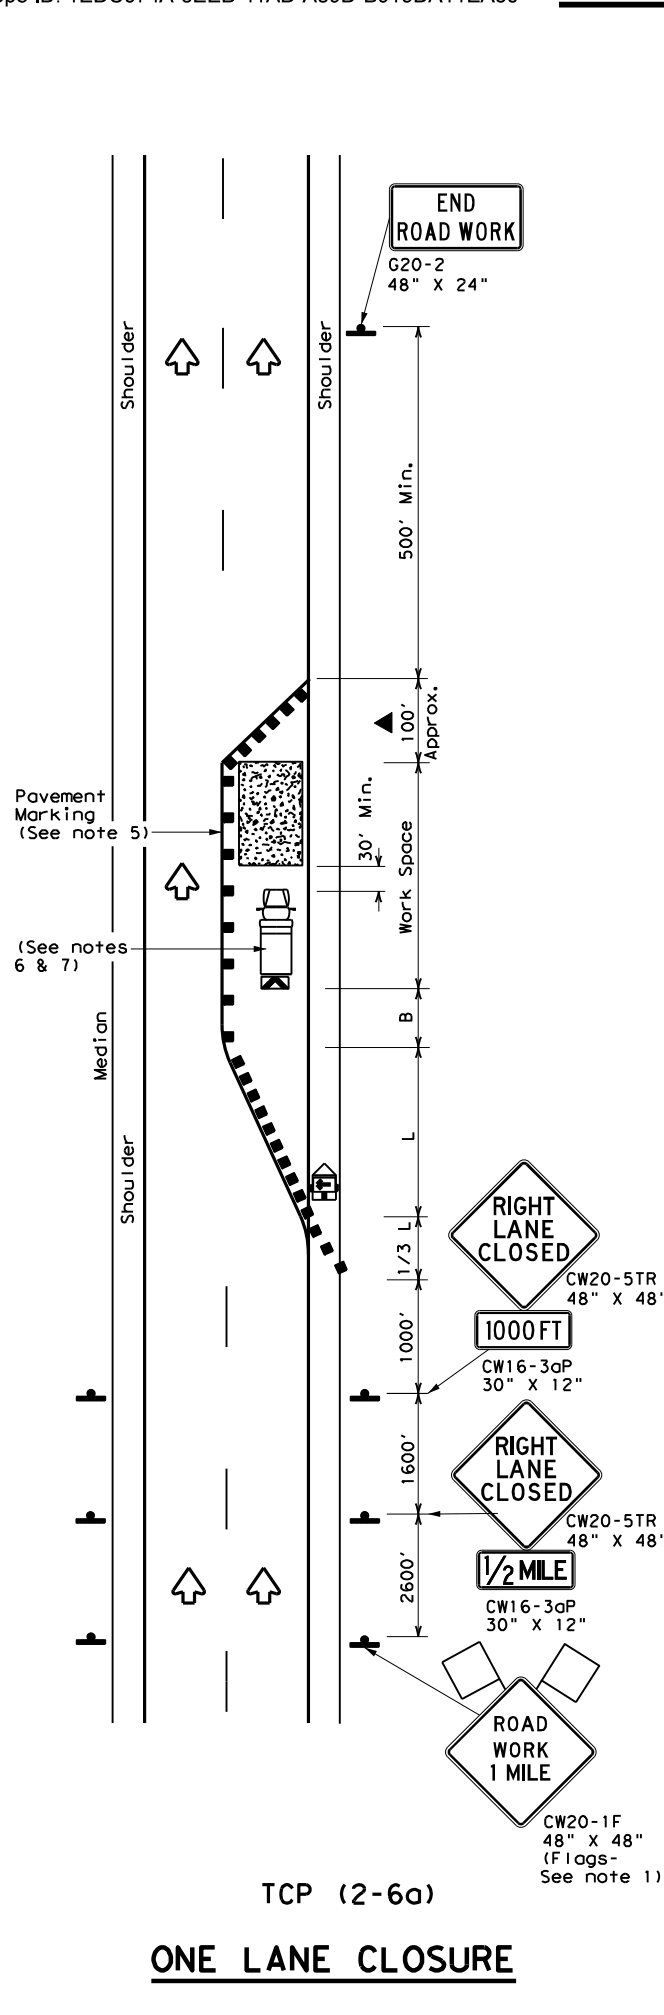 END
ROAD WORK
G20-2
48" X 24"
Shoulder
Shoulder
500' Min.
100'
Approx.
Pavement
Marking
(See note 5)
30' Min.
Work Space
(See notes
6 & 7)
B
Median
L
Shoulder
1/3 L
RIGHT
LANE
CLOSED
CW20-5TR
48" X 48"
1000 FT
CW16-3aP
30" X 12"
1000'
1600'
RIGHT
LANE
CLOSED
CW20-5TR
48" X 48"
1/2 MILE
CW16-3aP
30" X 12"
2600'
ROAD
WORK
1 MILE
CW20-1F
48" X 48"
(Flags-
See note 1)
TCP (2-6a)
ONE LANE CLOSURE